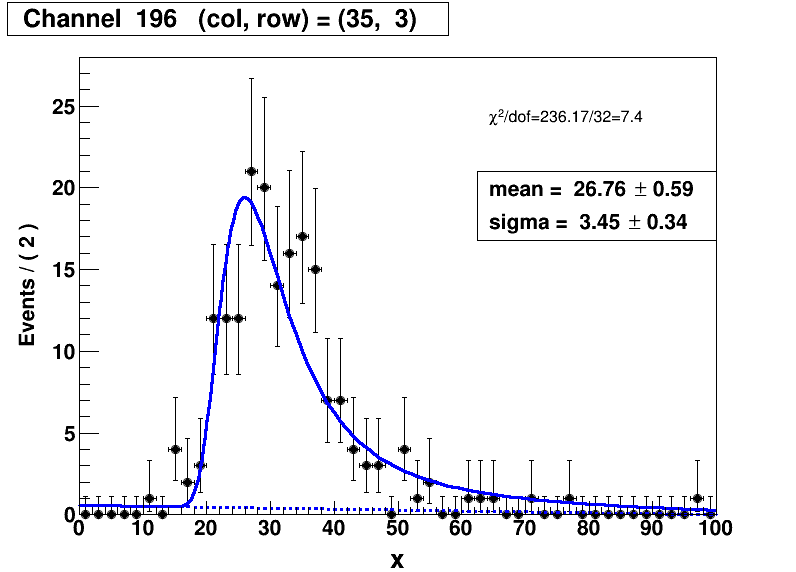 Channel 196 (col, row) = (35, 3)
χ²/dof=236.17/32=7.4
mean = 26.76 ± 0.59
sigma = 3.45 ± 0.34
Events / ( 2 )
25
20
15
10
5
0
0 10 20 30 40 50 60 70 80 90 100
x